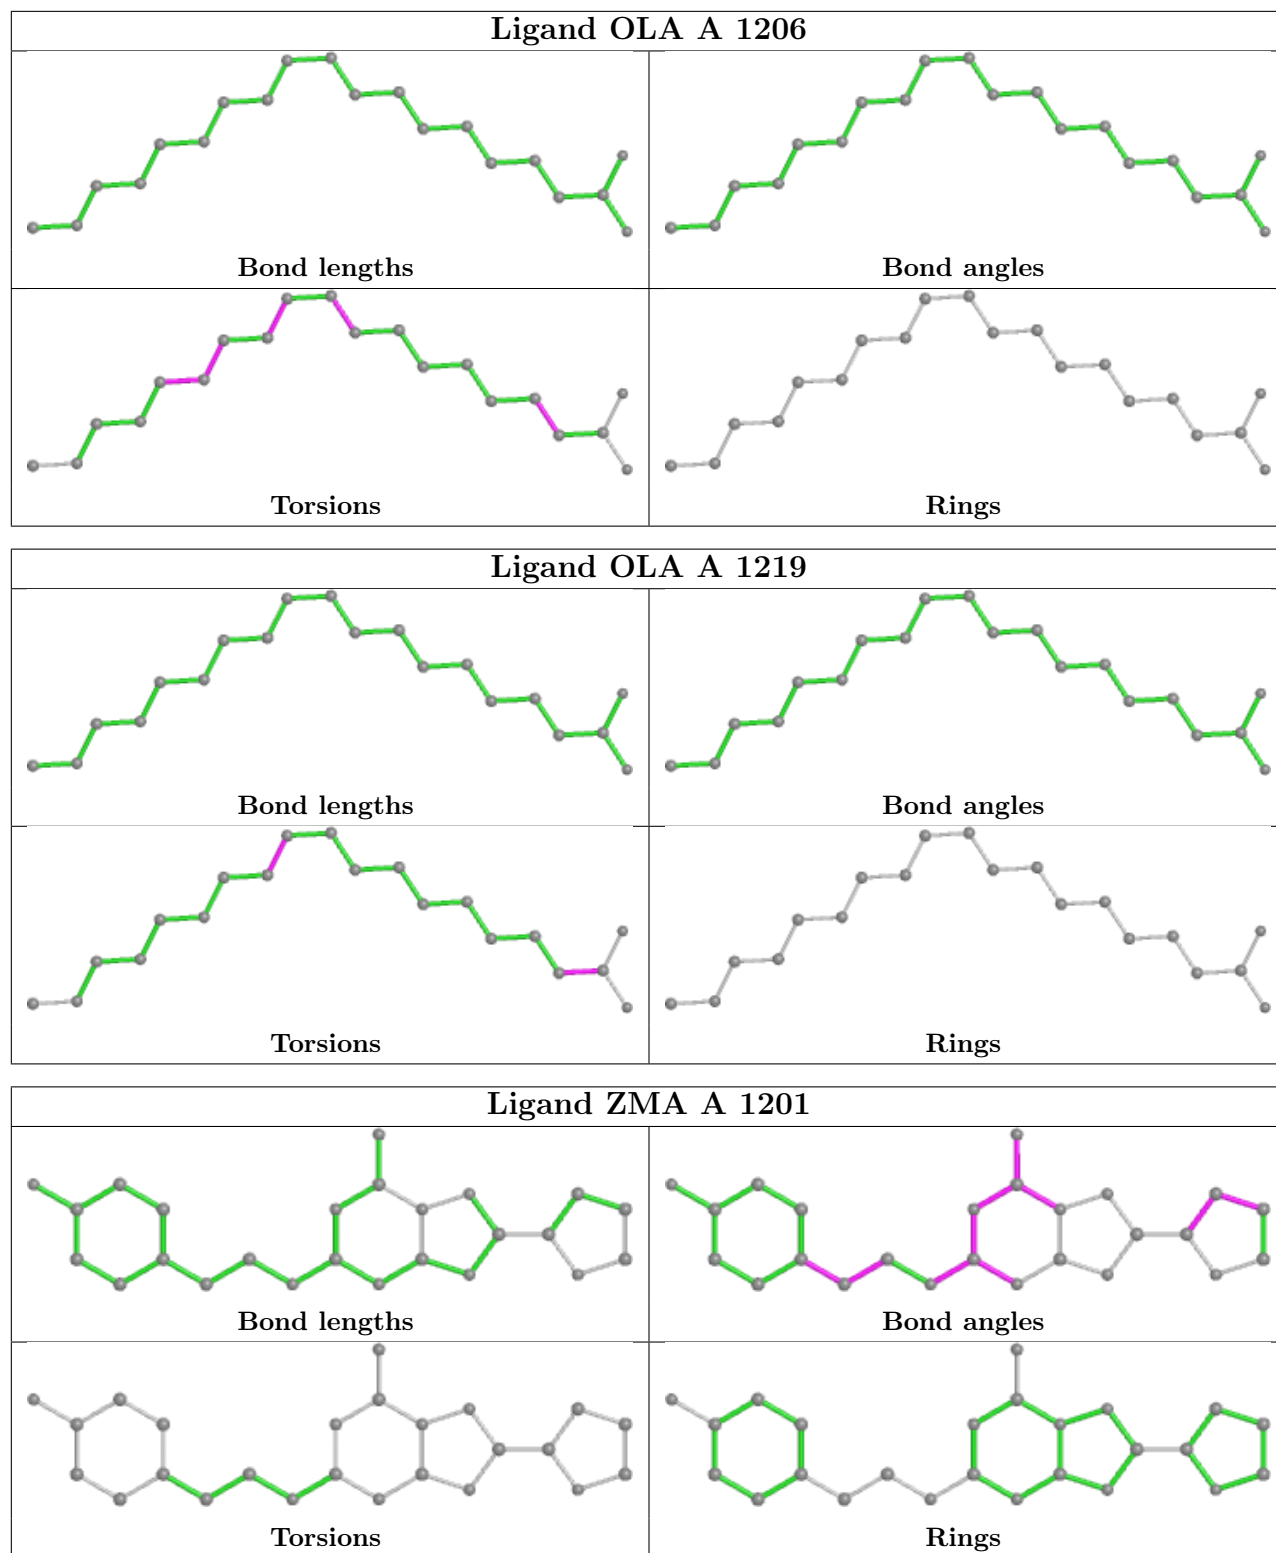 Ligand OLA A 1206
Bond lengths
Bond angles
Torsions
Rings
Ligand OLA A 1219
Bond lengths
Bond angles
Torsions
Rings
Ligand ZMA A 1201
Bond lengths
Bond angles
Torsions
Rings